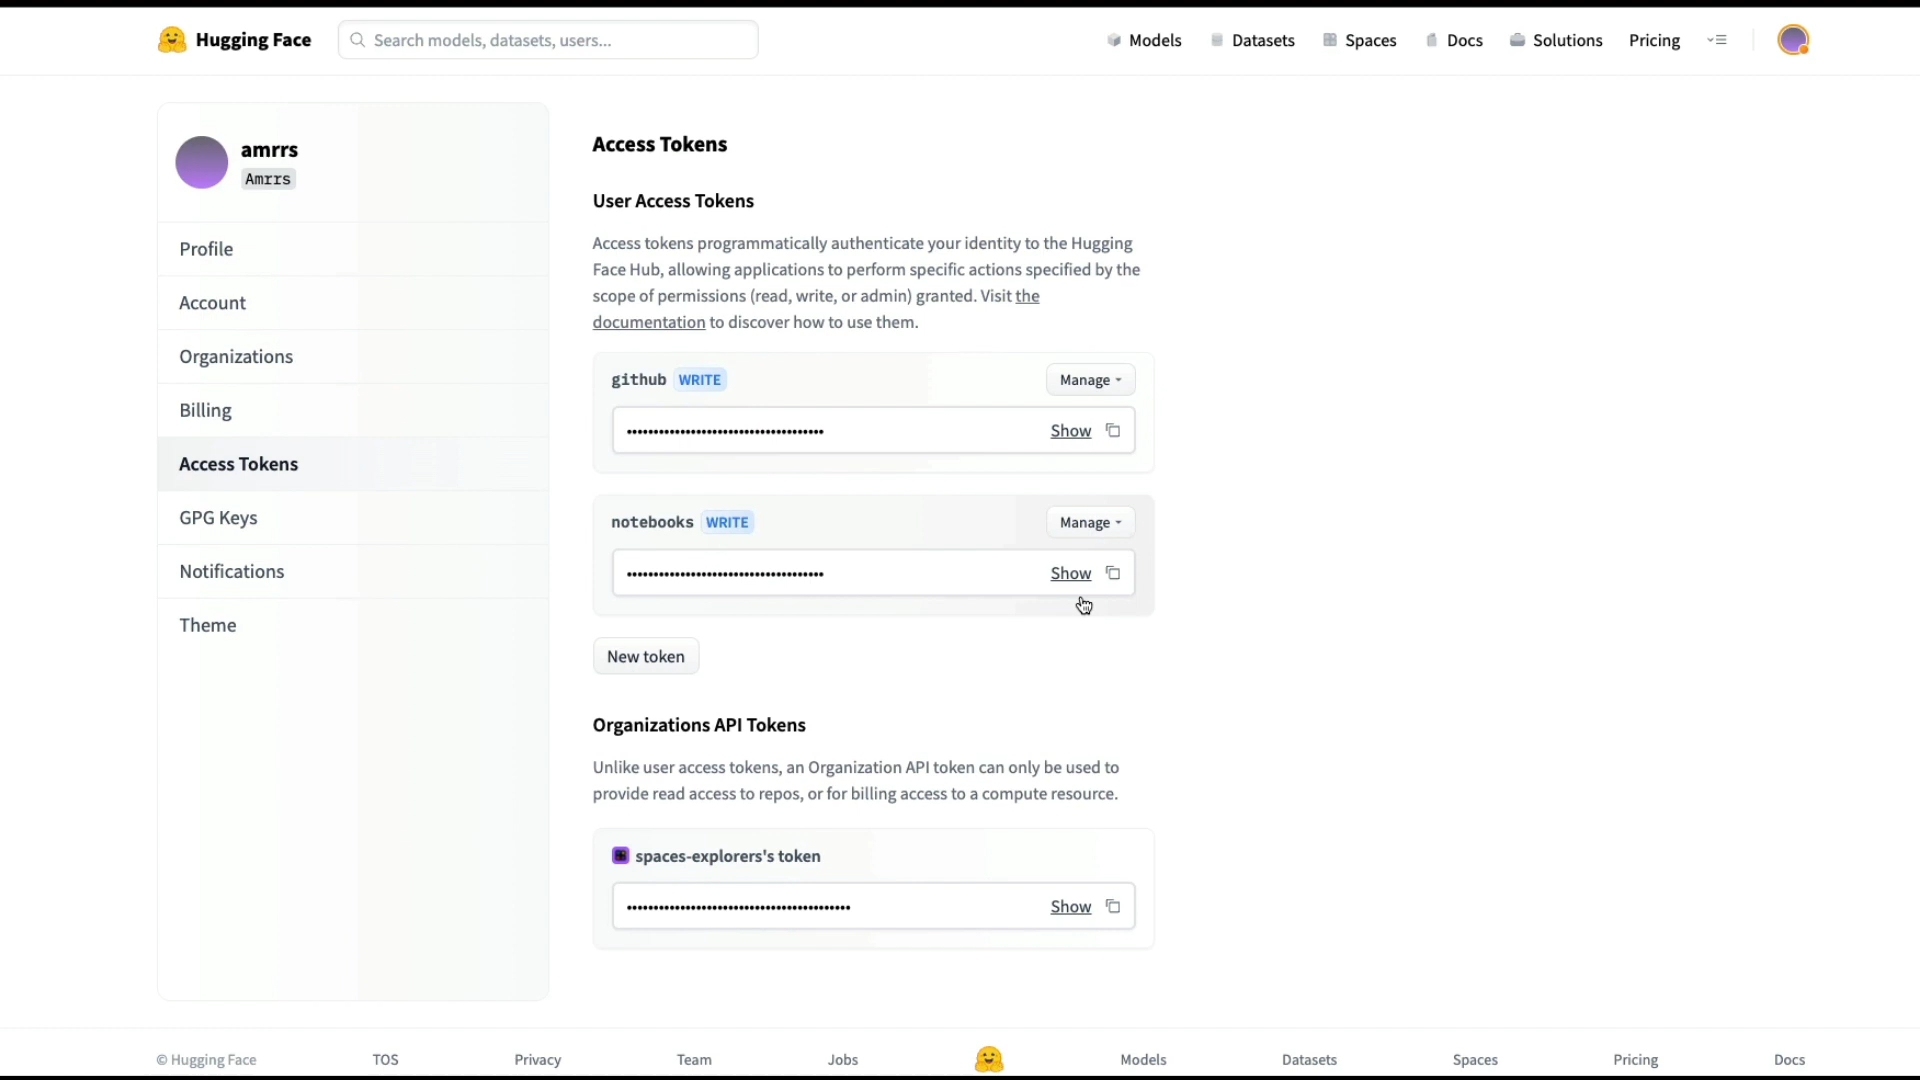 Hugging Face
Search models, datasets, users...
Models
Datasets
Spaces
Docs
Solutions
Pricing
amrrs
Amrrs
Profile
Account
Organizations
Billing
Access Tokens
GPG Keys
Notifications
Theme
Access Tokens
User Access Tokens
Access tokens programmatically authenticate your identity to the Hugging
Face Hub, allowing applications to perform specific actions specified by the
scope of permissions (read, write, or admin) granted. Visit the
documentation to discover how to use them.
github WRITE
Manage
•••••••••••••••••••••••••••••••••••••
Show
notebooks WRITE
Manage
•••••••••••••••••••••••••••••••••••••
Show
New token
Organizations API Tokens
Unlike user access tokens, an Organization API token can only be used to
provide read access to repos, or for billing access to a compute resource.
spaces-explorers's token
••••••••••••••••••••••••••••••••••••••••••
Show
© Hugging Face
TOS
Privacy
Team
Jobs
Models
Datasets
Spaces
Pricing
Docs